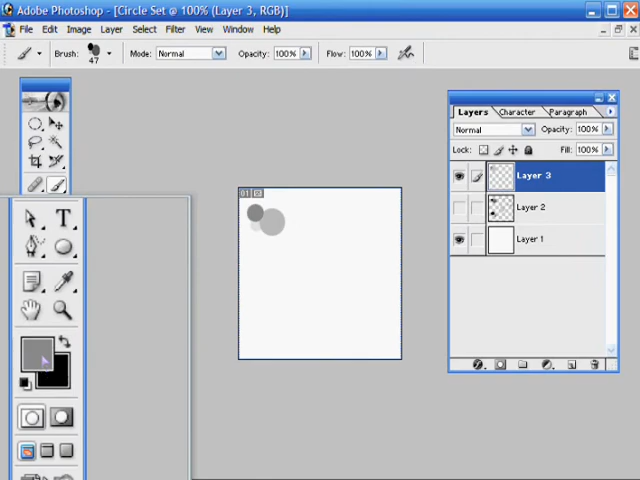 Adobe Photoshop - [Circle Set @ 100% (Layer 3, RGB)]
File Edit Image Layer Select Filter View Window Help
Brush: 47 Mode: Normal Opacity: 100% Flow: 100%
Layers Character Paragraph
Normal Opacity: 100%
Lock: Fill: 100%
Layer 3
Layer 2
Layer 1
01
T